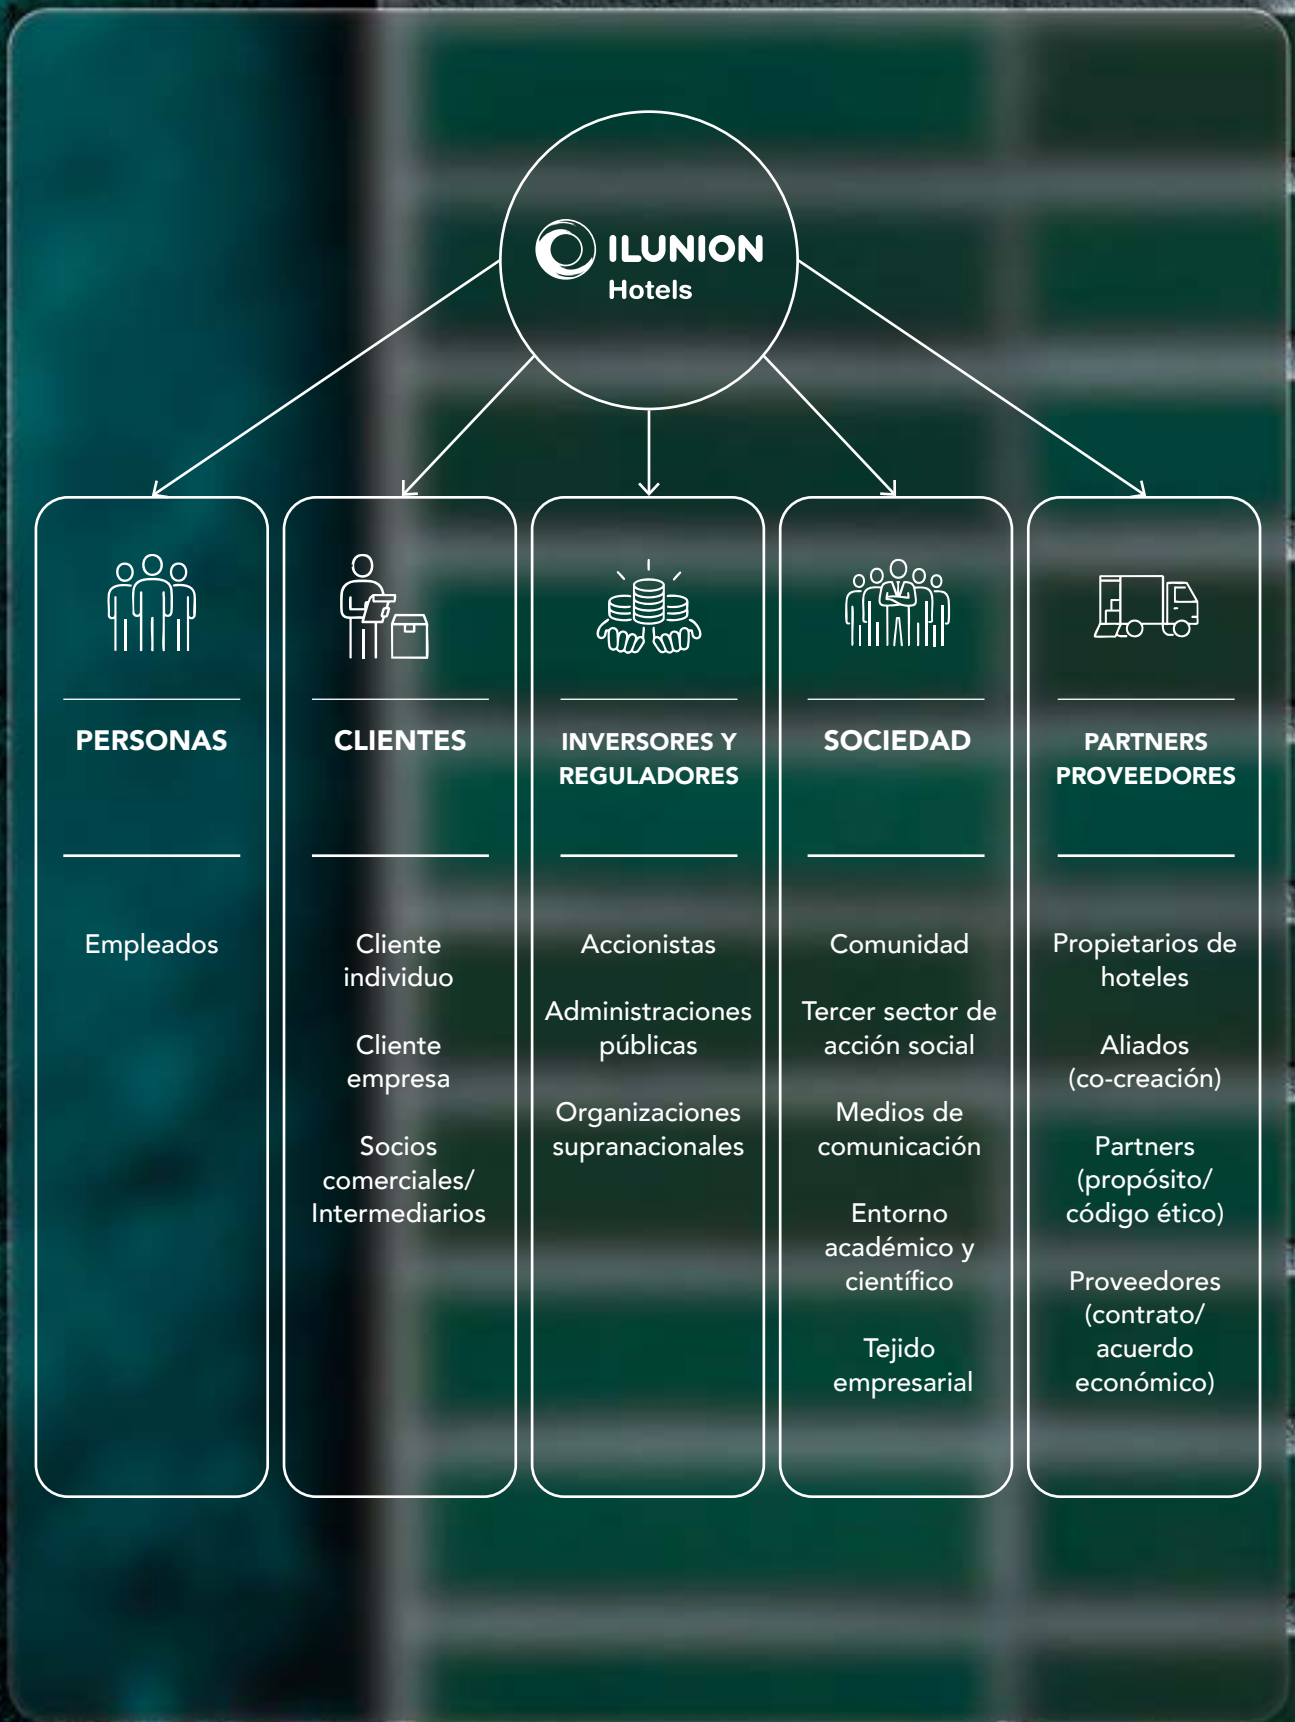 ILUNION
Hotels
PERSONAS
Empleados
CLIENTES
Cliente
individuo
Cliente
empresa
Socios
comerciales/
Intermediarios
INVERSORES Y
REGULADORES
Accionistas
Administraciones
públicas
Organizaciones
supranacionales
SOCIEDAD
Comunidad
Tercer sector de
acción social
Medios de
comunicación
Entorno
académico y
científico
Tejido
empresarial
PARTNERS
PROVEEDORES
Propietarios de
hoteles
Aliados
(co-creación)
Partners
(propósito/
código ético)
Proveedores
(contrato/
acuerdo
económico)